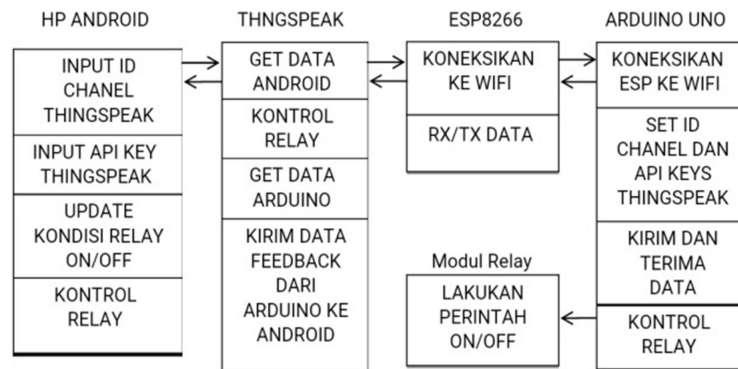 HP ANDROID
INPUT ID
CHANEL
THINGSPEAK
INPUT API KEY
THINGSPEAK
UPDATE
KONDISI RELAY
ON/OFF
KONTROL
RELAY
THNGSPEAK
GET DATA
ANDROID
KONTROL
RELAY
GET DATA
ARDUINO
KIRIM DATA
FEEDBACK
DARI
ARDUINO KE
ANDROID
ESP8266
KONEKSIKAN
KE WIFI
RX/TX DATA
Modul Relay
LAKUKAN
PERINTAH
ON/OFF
ARDUINO UNO
KONEKSIKAN
ESP KE WIFI
SET ID
CHANEL DAN
API KEYS
THINGSPEAK
KIRIM DAN
TERIMA
DATA
KONTROL
RELAY